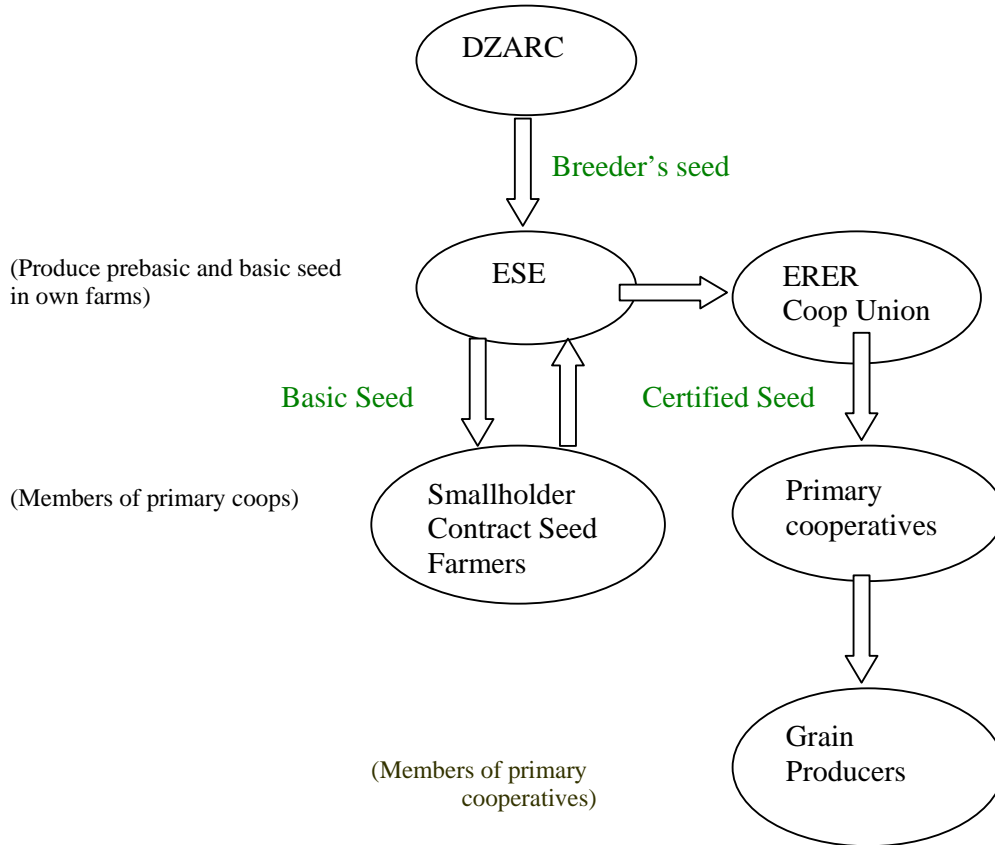 DZARC
Breeder’s seed
(Produce prebasic and basic seed
in own farms)
ESE
ERER
Coop Union
Basic Seed
Certified Seed
(Members of primary coops)
Smallholder
Contract Seed
Farmers
Primary
cooperatives
(Members of primary
cooperatives)
Grain
Producers